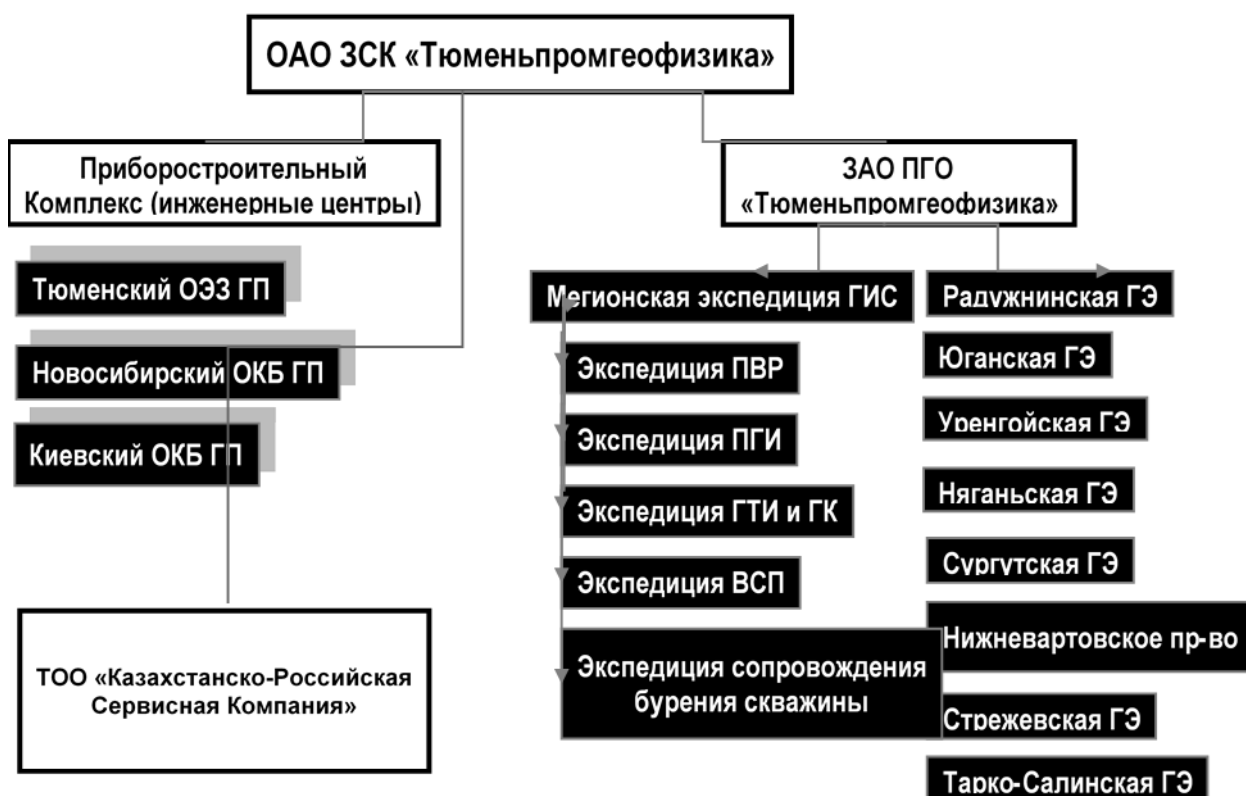 ОАО ЗСК «Тюменьпромгеофизика»
Приборостроительный
Комплекс (инженерные центры)
ЗАО ПГО
«Тюменьпромгеофизика»
Тюменский ОЭЗ ГП
Новосибирский ОКБ ГП
Киевский ОКБ ГП
ТОО «Казахстанско-Российская
Сервисная Компания»
Мегионская экспедиция ГИС
Экспедиция ПВР
Экспедиция ПГИ
Экспедиция ГТИ и ГК
Экспедиция ВСП
Экспедиция сопровождения
бурения скважины
Радужнинская ГЭ
Юганская ГЭ
Уренгойская ГЭ
Няганьская ГЭ
Сургутская ГЭ
Нижневартовское пр-во
Стрежевская ГЭ
Тарко-Салинская ГЭ